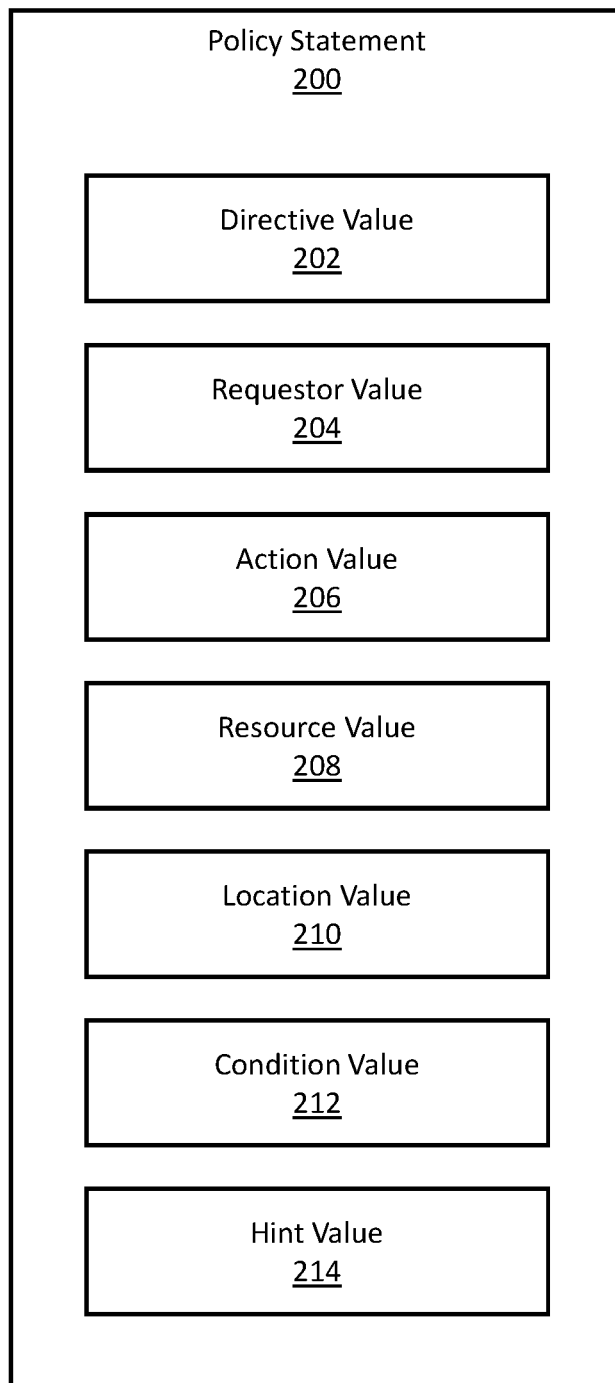 Policy Statement
200
Directive Value
202
Requestor Value
204
Action Value
206
Resource Value
208
Location Value
210
Condition Value
212
Hint Value
214